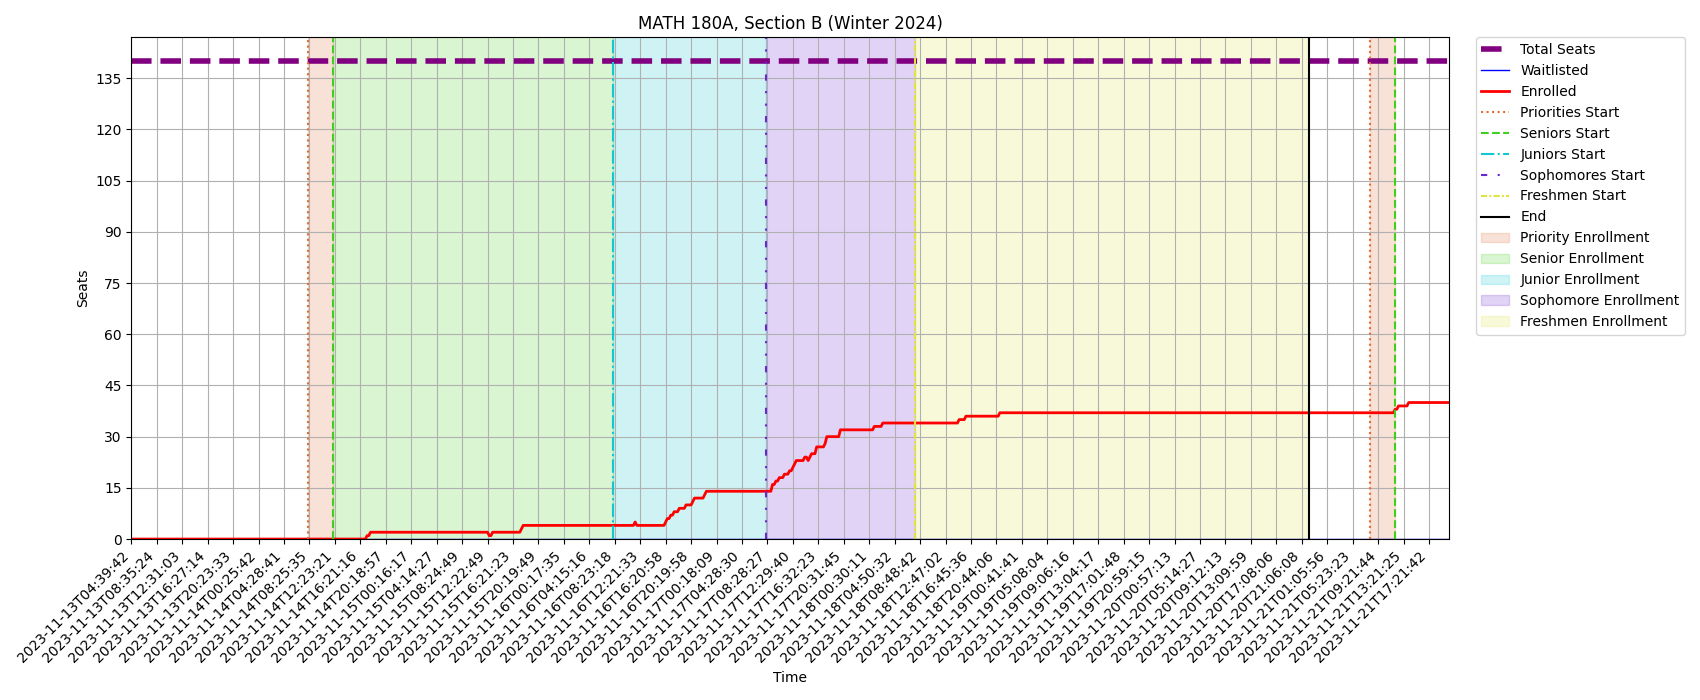 MATH 180A, Section B (Winter 2024)
Seats
135
120
105
90
75
60
45
30
15
0
2023-11-13T04:39:42
2023-11-13T08:35:24
2023-11-13T12:31:03
2023-11-13T16:27:14
2023-11-13T20:23:33
2023-11-14T00:25:42
2023-11-14T04:28:41
2023-11-14T08:25:35
2023-11-14T12:23:21
2023-11-14T16:21:16
2023-11-14T20:18:57
2023-11-15T00:16:17
2023-11-15T04:14:27
2023-11-15T08:24:49
2023-11-15T12:22:49
2023-11-15T16:21:23
2023-11-15T20:19:49
2023-11-16T00:17:35
2023-11-16T04:15:16
2023-11-16T08:23:18
2023-11-16T12:21:33
2023-11-16T16:20:58
2023-11-16T20:19:58
2023-11-17T00:18:09
2023-11-17T04:28:30
2023-11-17T08:28:27
2023-11-17T12:29:40
2023-11-17T16:32:23
2023-11-17T20:31:45
2023-11-18T00:30:11
2023-11-18T04:50:32
2023-11-18T08:48:42
2023-11-18T12:47:02
2023-11-18T16:45:36
2023-11-18T20:44:06
2023-11-19T00:41:41
2023-11-19T05:08:04
2023-11-19T09:06:16
2023-11-19T13:04:17
2023-11-19T17:01:48
2023-11-19T20:59:15
2023-11-20T00:57:13
2023-11-20T05:14:27
2023-11-20T09:12:13
2023-11-20T13:09:59
2023-11-20T17:08:06
2023-11-20T21:06:08
2023-11-21T01:05:56
2023-11-21T05:23:23
2023-11-21T09:21:44
2023-11-21T13:21:25
2023-11-21T17:21:42
Time
Total Seats
Waitlisted
Enrolled
Priorities Start
Seniors Start
Juniors Start
Sophomores Start
Freshmen Start
End
Priority Enrollment
Senior Enrollment
Junior Enrollment
Sophomore Enrollment
Freshmen Enrollment